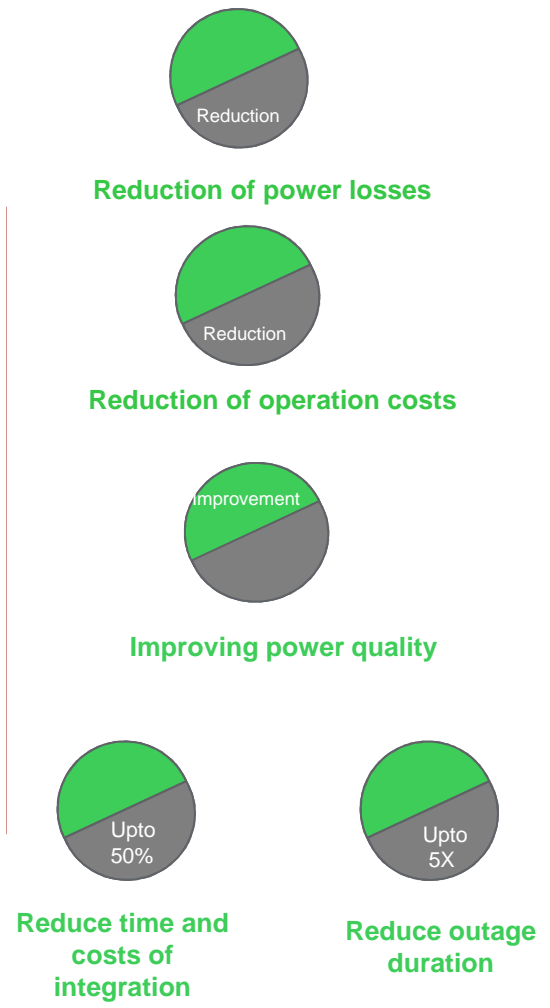 Reduction
Reduction of power losses
Reduction
Reduction of operation costs
Improvement
Improving power quality
Upto
50%
Reduce time and
costs of
integration
Upto
5X
Reduce outage
duration